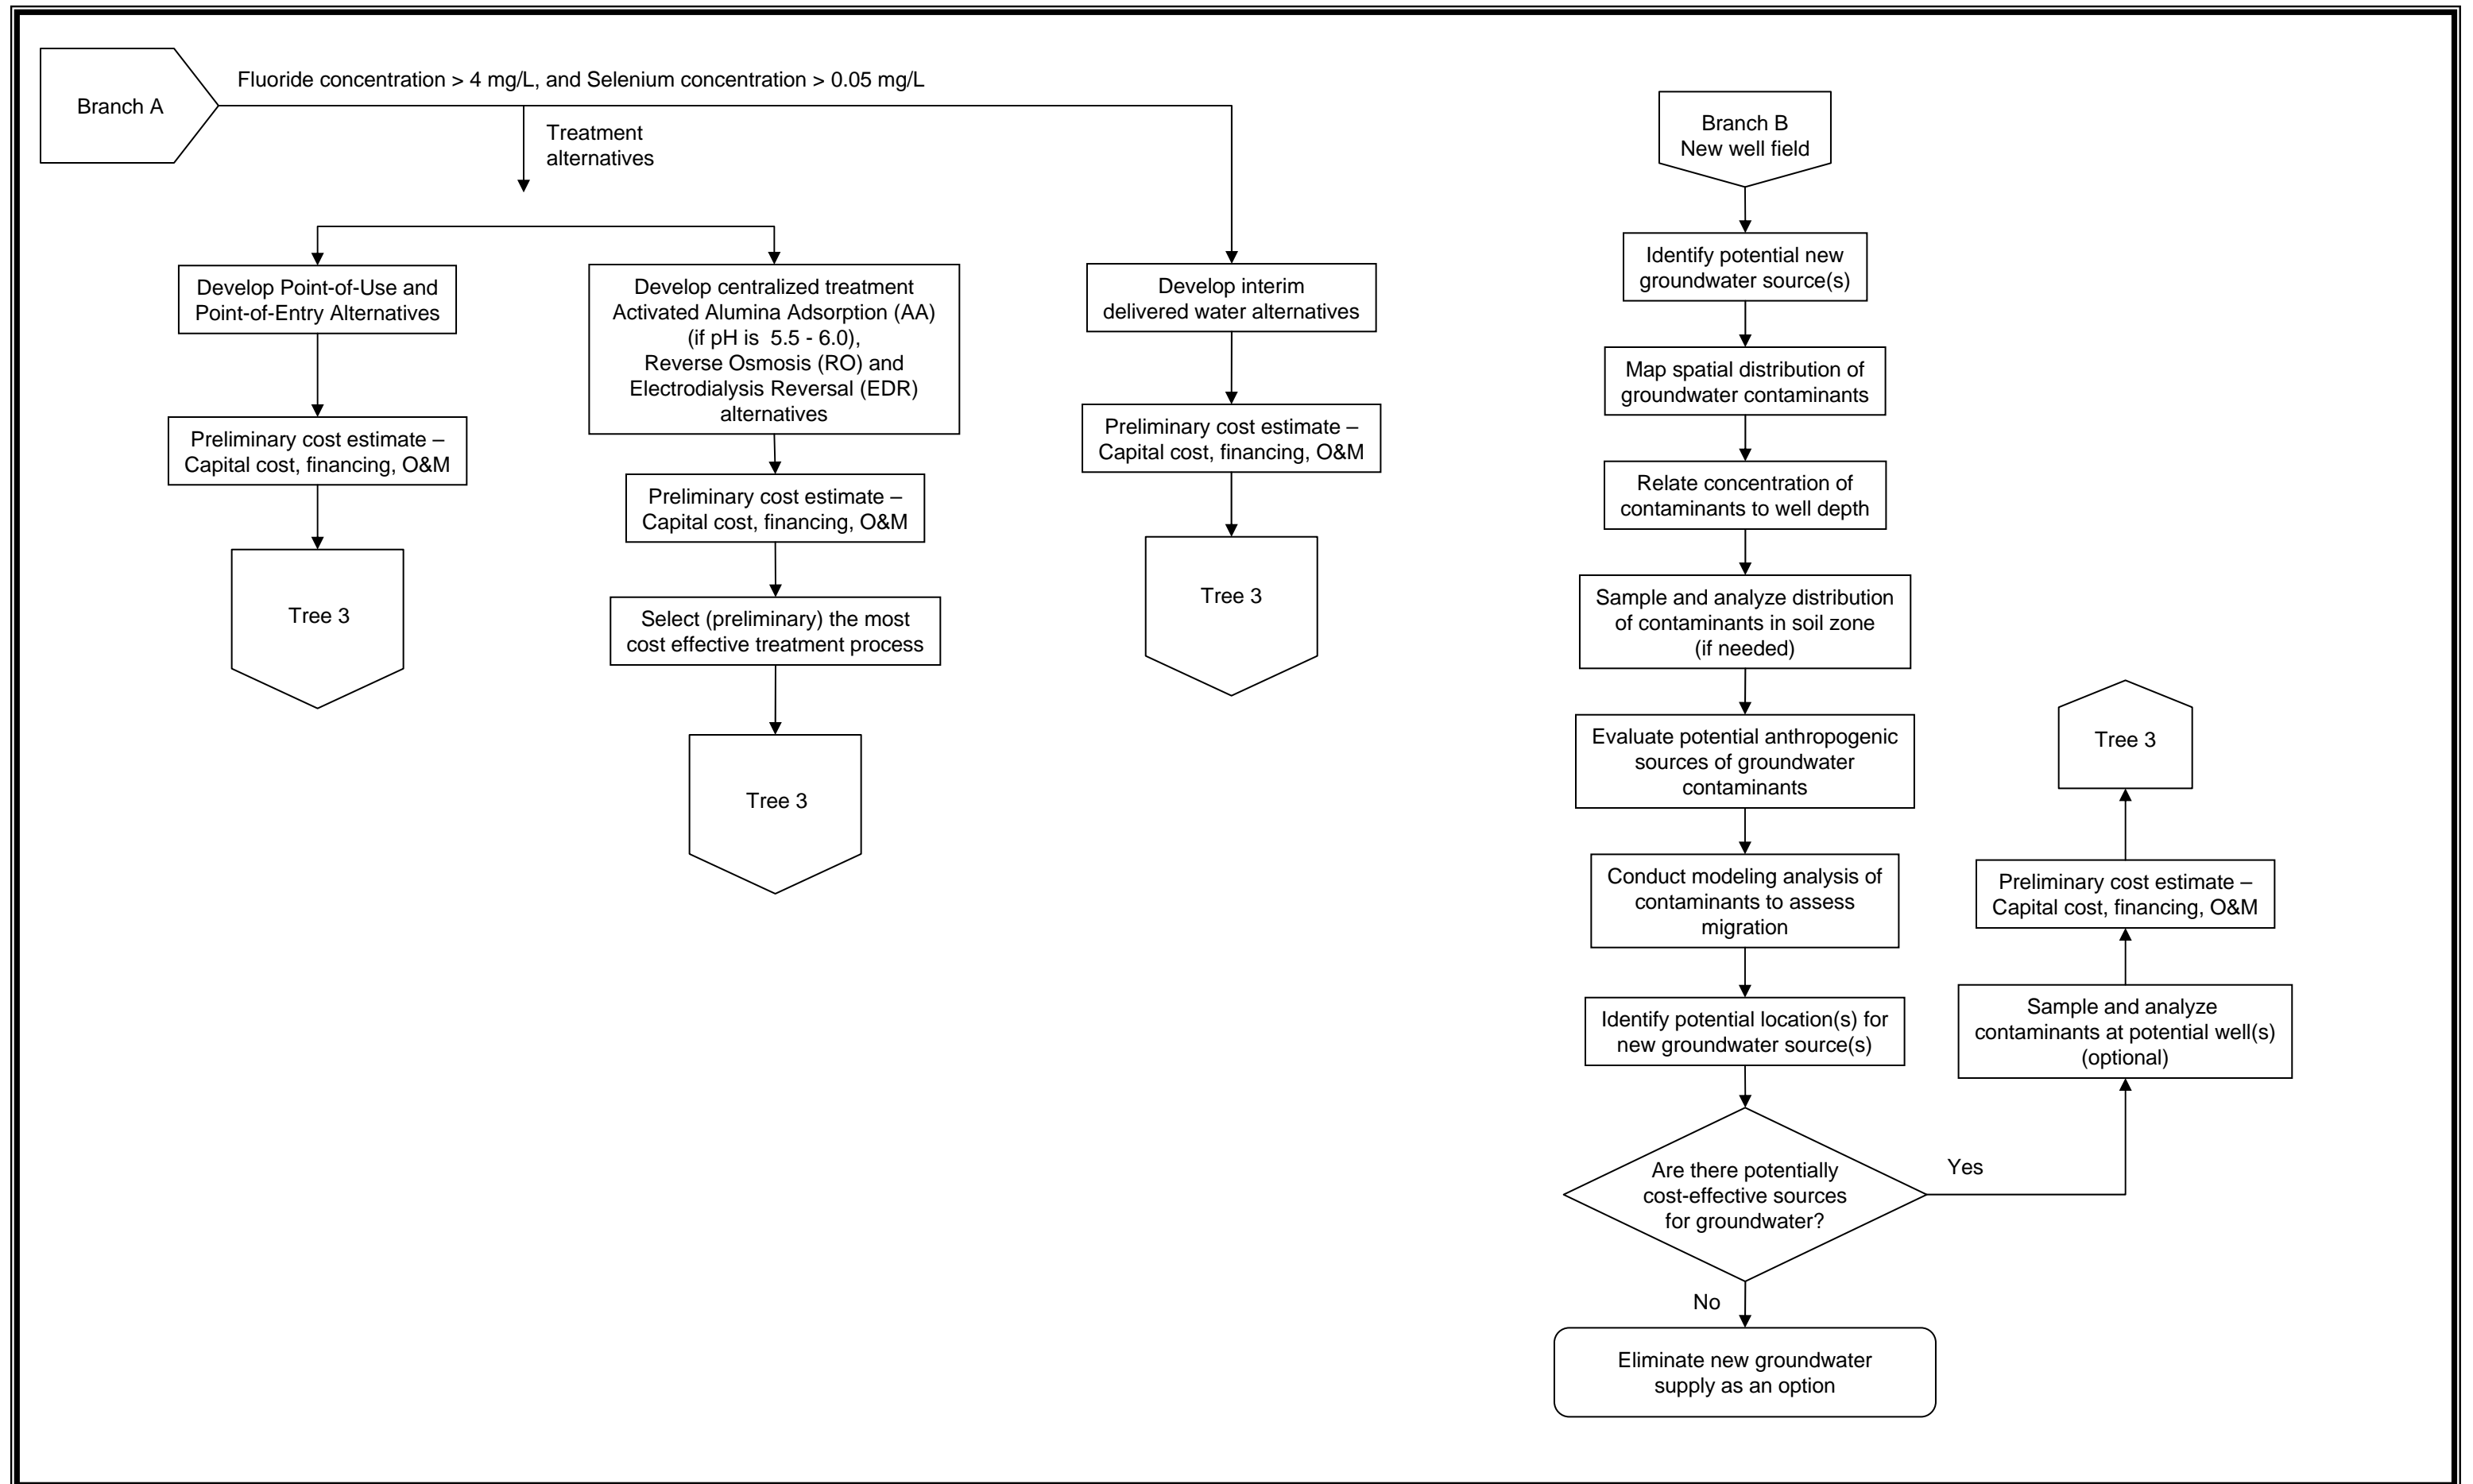 Branch A
Fluoride concentration > 4 mg/L, and Selenium concentration > 0.05 mg/L
Treatment
alternatives
Develop Point-of-Use and
Point-of-Entry Alternatives
Preliminary cost estimate –
Capital cost, financing, O&M
Tree 3
Develop centralized treatment
Activated Alumina Adsorption (AA)
(if pH is  5.5 - 6.0),
Reverse Osmosis (RO) and
Electrodialysis Reversal (EDR)
alternatives
Preliminary cost estimate –
Capital cost, financing, O&M
Select (preliminary) the most
cost effective treatment process
Tree 3
Develop interim
delivered water alternatives
Preliminary cost estimate –
Capital cost, financing, O&M
Tree 3
Branch B
New well field
Identify potential new
groundwater source(s)
Map spatial distribution of
groundwater contaminants
Relate concentration of
contaminants to well depth
Sample and analyze distribution
of contaminants in soil zone
(if needed)
Evaluate potential anthropogenic
sources of groundwater
contaminants
Conduct modeling analysis of
contaminants to assess
migration
Identify potential location(s) for
new groundwater source(s)
Are there potentially
cost-effective sources
for groundwater?
Yes
No
Eliminate new groundwater
supply as an option
Sample and analyze
contaminants at potential well(s)
(optional)
Preliminary cost estimate –
Capital cost, financing, O&M
Tree 3